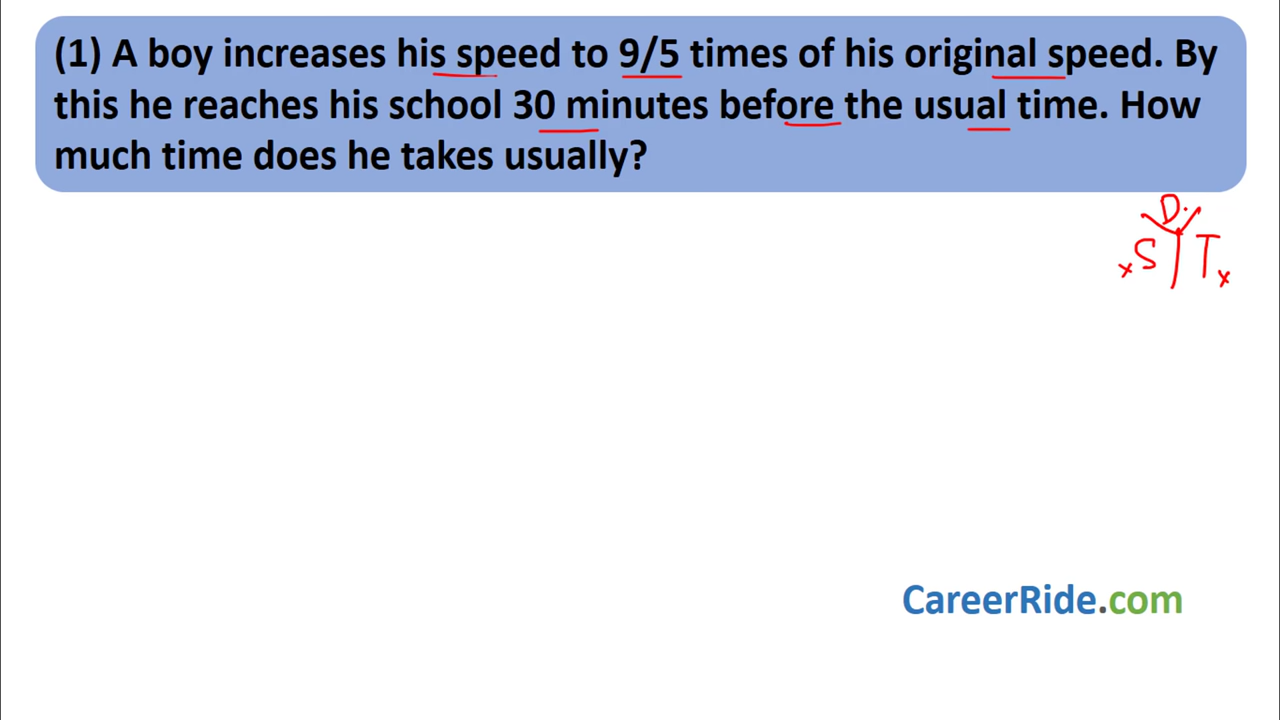 (1) A boy increases his speed to 9/5 times of his original speed. By
this he reaches his school 30 minutes before the usual time. How
much time does he takes usually?
D.
x S T x
CareerRide.com